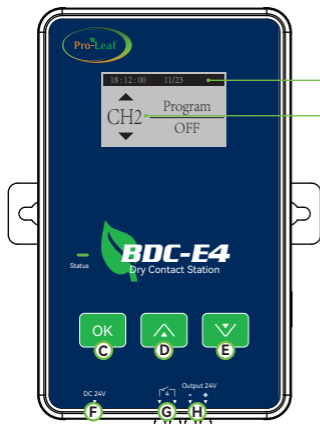 Pro-Leaf
18:12:00 11/23
CH2
Program
OFF
BDC-E4
Dry Contact Station
Status
OK
C
D
E
DC 24V
Output 24V
4
- +
F
G
H